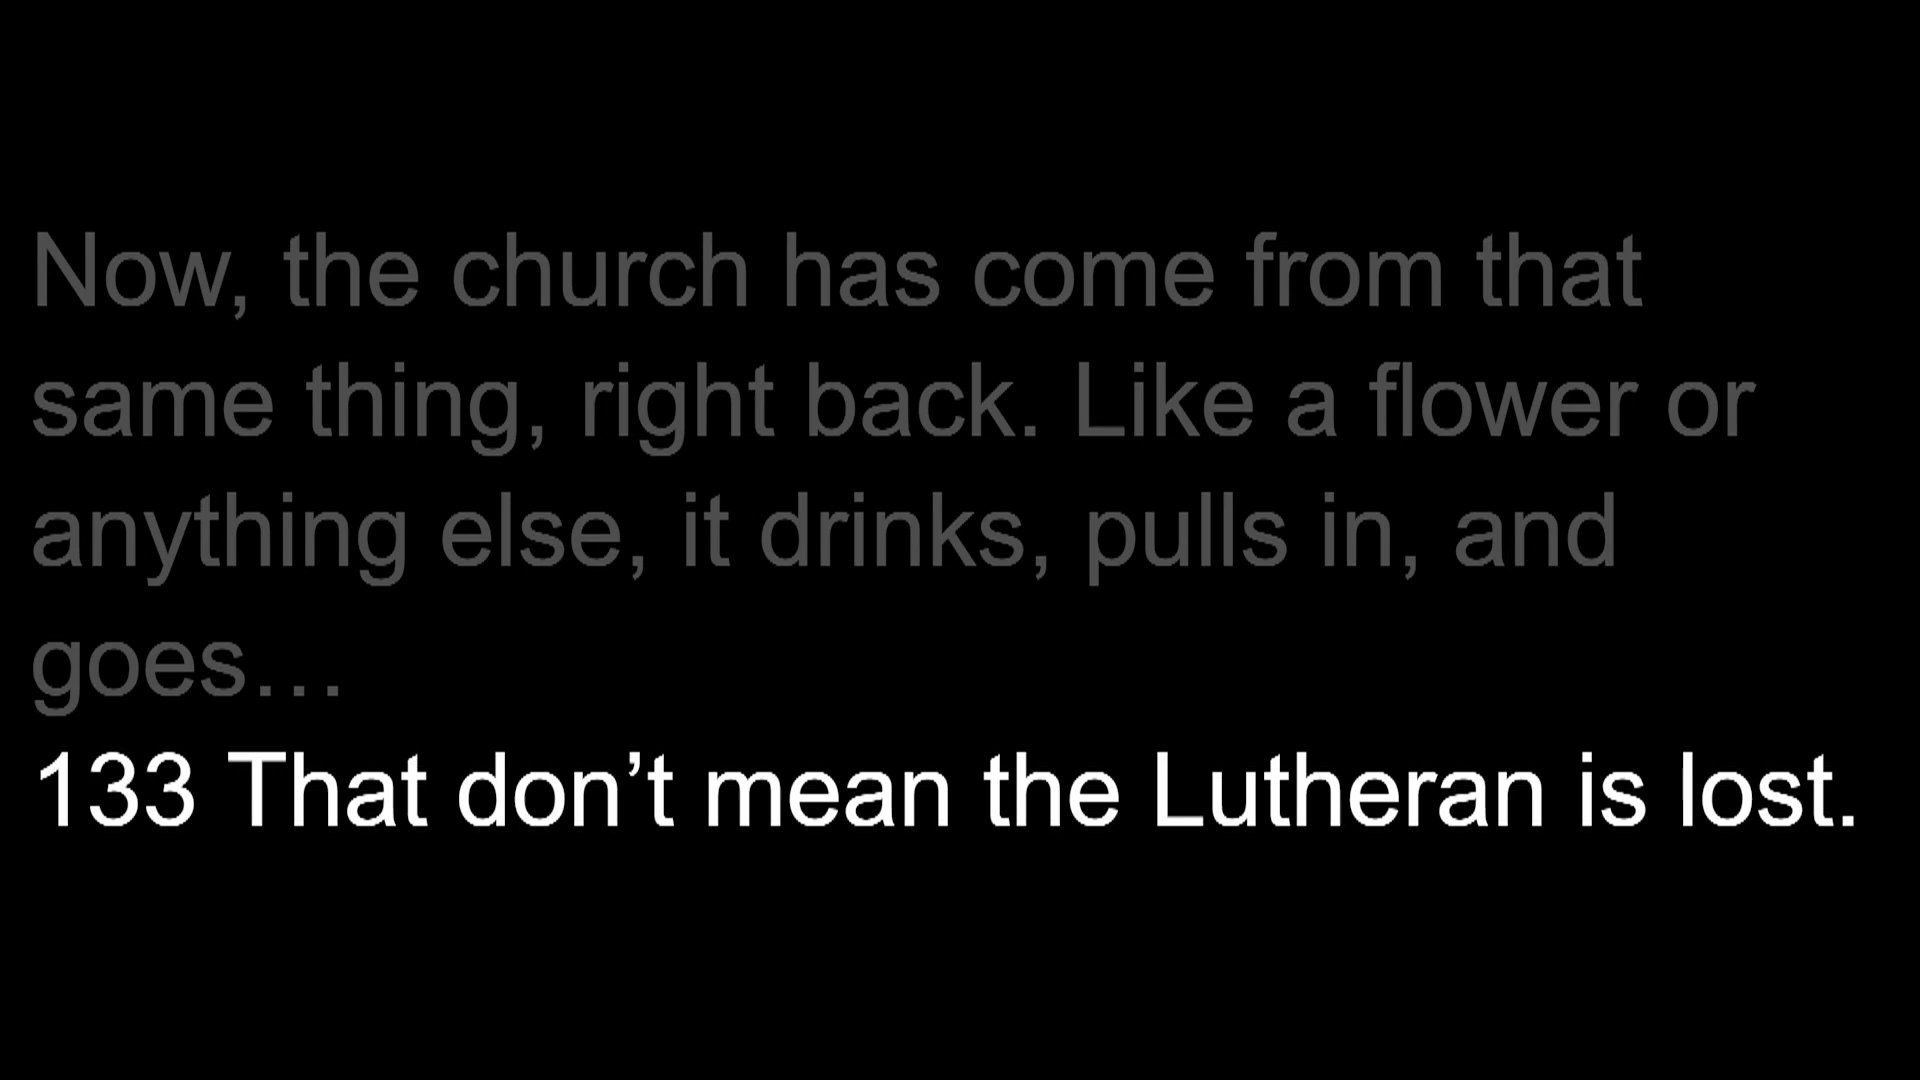 Now, the church has come from that
same thing, right back. Like a flower or
anything else, it drinks, pulls in, and
goes…
133 That don’t mean the Lutheran is lost.